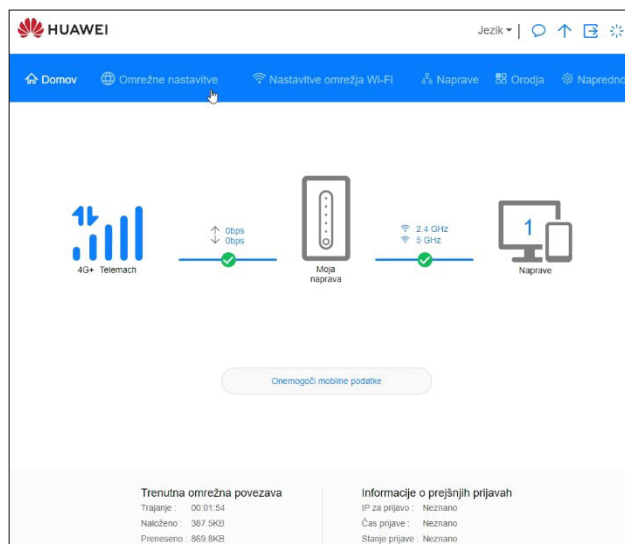 HUAWEI
Jezik
Domov Omrežne nastavitve Nastavitve omrežja Wi-Fi Naprave Orodja Napredno
0bps
0bps
2.4 GHz
5 GHz
1
4G+ Telemach
Moja
naprava
Naprave
Onemogoči mobilne podatke
Trenutna omrežna povezava
Trajanje : 00:01:54
Naloženo : 387.5KB
Preneseno : 869.8KB
Informacije o prejšnjih prijavah
IP za prijavo : Neznano
Čas prijave : Neznano
Stanje prijave : Neznano